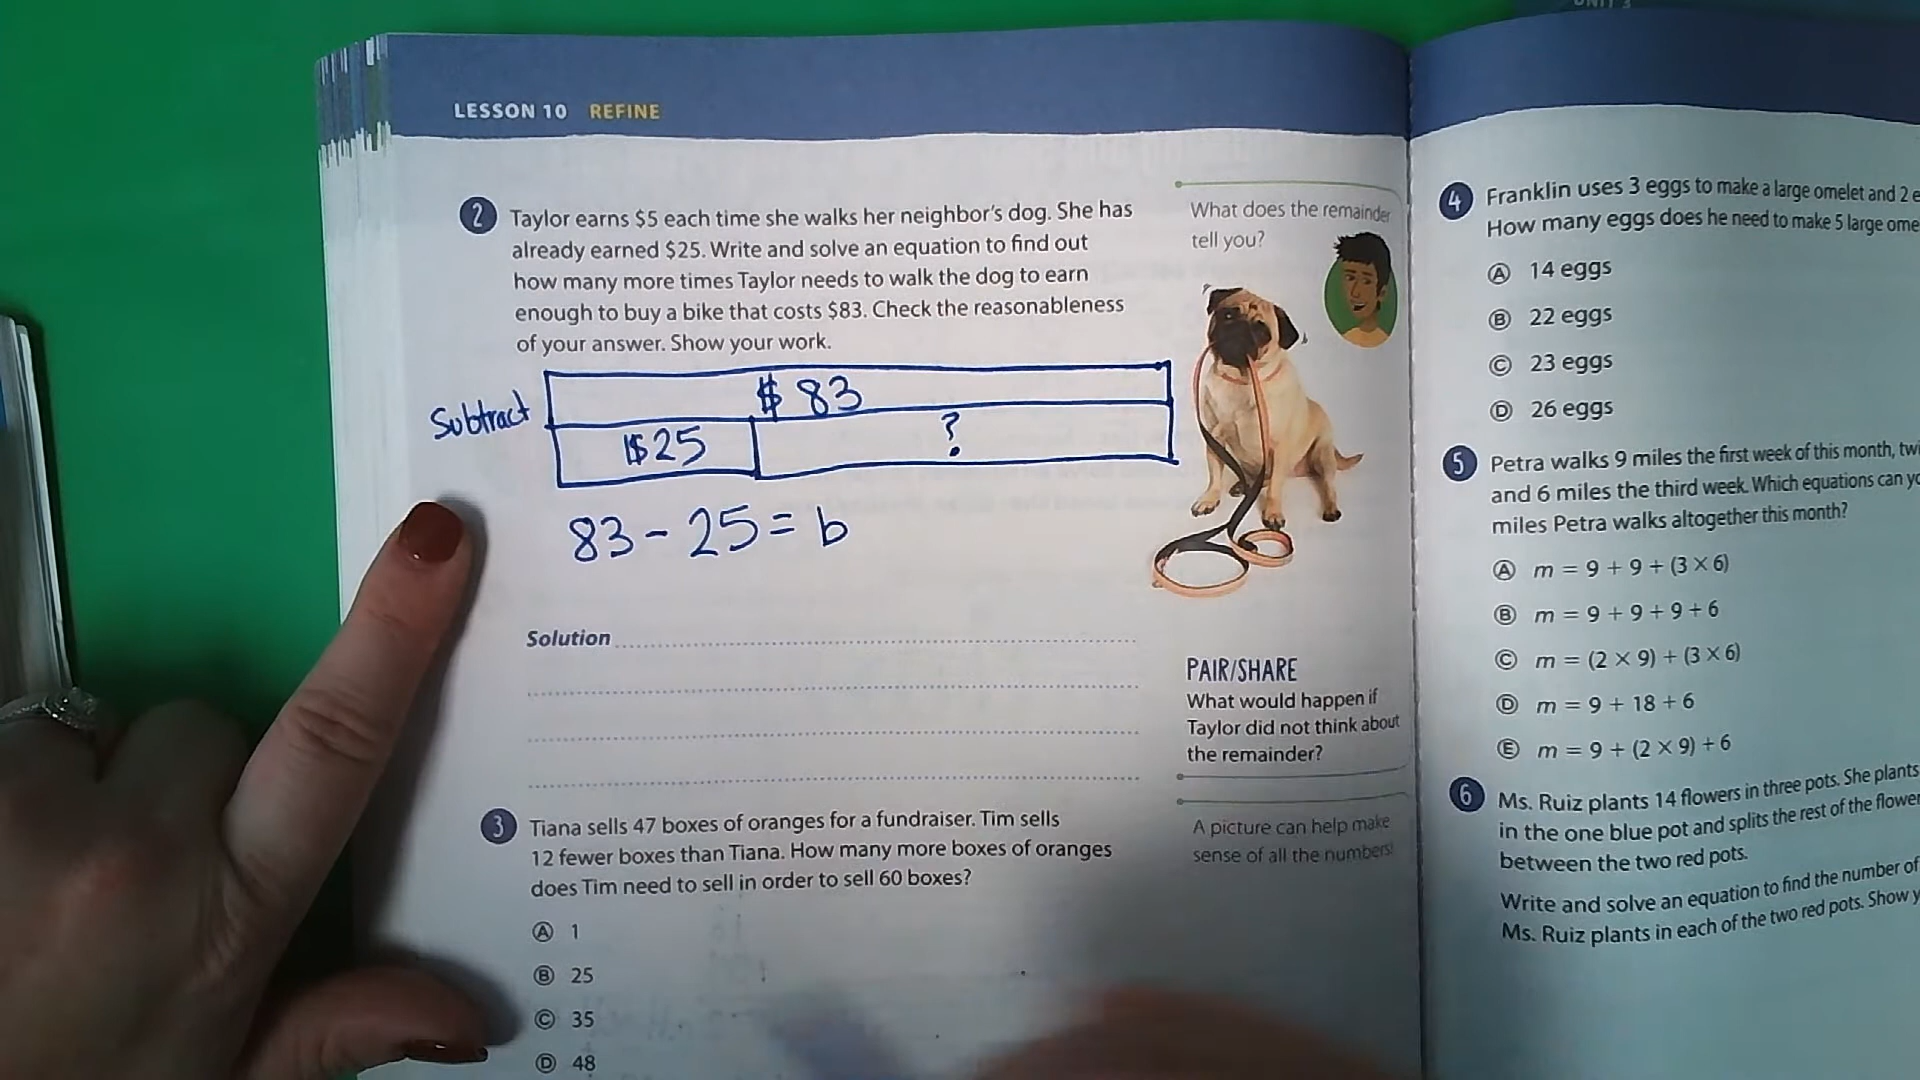 LESSON 10 REFINE
2 Taylor earns $5 each time she walks her neighbor's dog. She has
already earned $25. Write and solve an equation to find out
how many more times Taylor needs to walk the dog to earn
enough to buy a bike that costs $83. Check the reasonableness
of your answer. Show your work.
Subtract
$ 83
$25
?
83 - 25 = b
Solution
What does the remainder
tell you?
PAIR/SHARE
What would happen if
Taylor did not think about
the remainder?
3 Tiana sells 47 boxes of oranges for a fundraiser. Tim sells
12 fewer boxes than Tiana. How many more boxes of oranges
does Tim need to sell in order to sell 60 boxes?
A 1
B 25
C 35
D 48
A picture can help make
sense of all the numbers!
4 Franklin uses 3 eggs to make a large omelet and 2
How many eggs does he need to make 5 large
A 14 eggs
B 22 eggs
C 23 eggs
D 26 eggs
5 Petra walks 9 miles the first week of this month,
and 6 miles the third week. Which equations can
miles Petra walks altogether this month?
A m = 9 + 9 + (3 × 6)
B m = 9 + 9 + 9 + 6
C m = (2 × 9) + (3 × 6)
D m = 9 + 18 + 6
E m = 9 + (2 × 9) + 6
6 Ms. Ruiz plants 14 flowers in three pots. She plants
in the one blue pot and splits the rest of the
between the two red pots.
Write and solve an equation to find the number of
Ms. Ruiz plants in each of the two red pots. Show